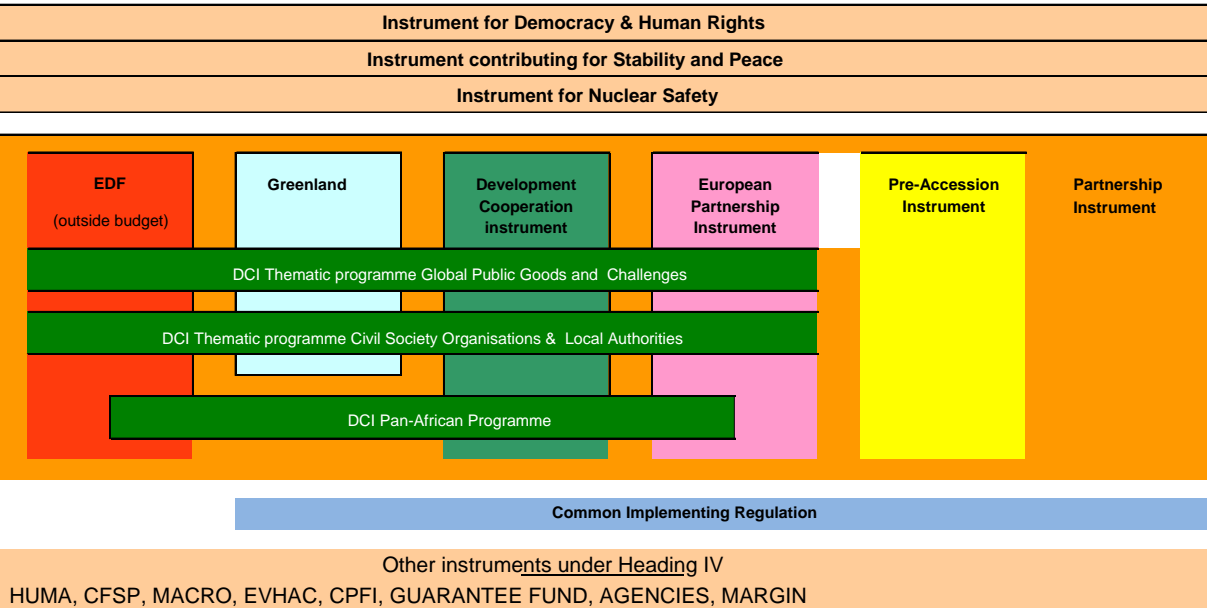 Instrument for Democracy & Human Rights
Instrument contributing for Stability and Peace
Instrument for Nuclear Safety
EDF
(outside budget)
Greenland
Development
Cooperation
instrument
European
Partnership
Instrument
Pre-Accession
Instrument
Partnership
Instrument
DCI Thematic programme Global Public Goods and Challenges
DCI Thematic programme Civil Society Organisations & Local Authorities
DCI Pan-African Programme
Common Implementing Regulation
Other instruments under Heading IV
HUMA, CFSP, MACRO, EVHAC, CPFI, GUARANTEE FUND, AGENCIES, MARGIN